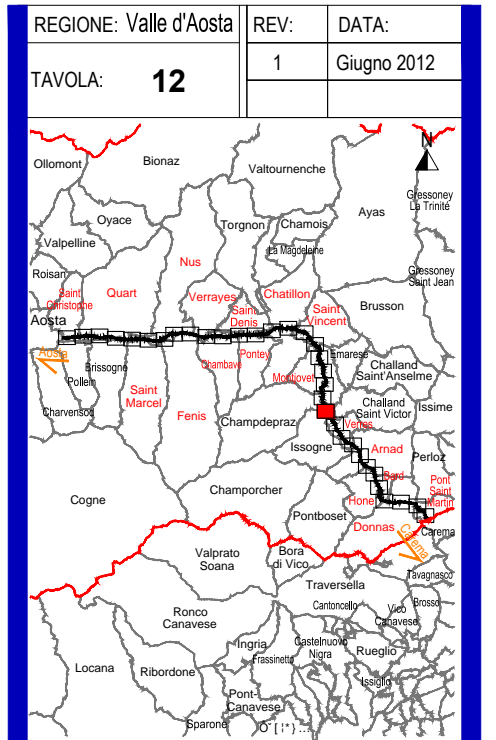 REGIONE: Valle d'Aosta
REV:
DATA:
TAVOLA: 12
1
Giugno 2012
N
Ollomont
Bionaz
Valtournenche
Ayas
Gressoney
La Trinité
Oyace
Torgnon
Chamois
Valpelline
La Magdeleine
Roisan
Nus
Gressoney
Saint Jean
Saint
Christophe
Quart
Verrayes
Chatillon
Saint
Denis
Saint
Vincent
Brusson
Aosta
Aosta
Brissogne
Chambave
Pontey
Emarese
Challand
Saint'Anselme
Pollein
Saint
Marcel
Montjovet
Charvensod
Fenis
Champdepraz
Challand
Saint Victor
Issime
Verres
Issogne
Arnad
Perloz
Cogne
Champorcher
Bard
Pont
Saint
Martin
Hone
Pontboset
Donnas
Carema
Carema
Valprato
Soana
Bora
di Vico
Traversella
Tavagnasco
Ronco
Canavese
Cantoncello
Vico
Canavese
Brosso
Ingria
Castelnuovo
Nigra
Rueglio
Frassinetto
Locana
Ribordone
Issiglio
Pont-
Canavese
Sparone